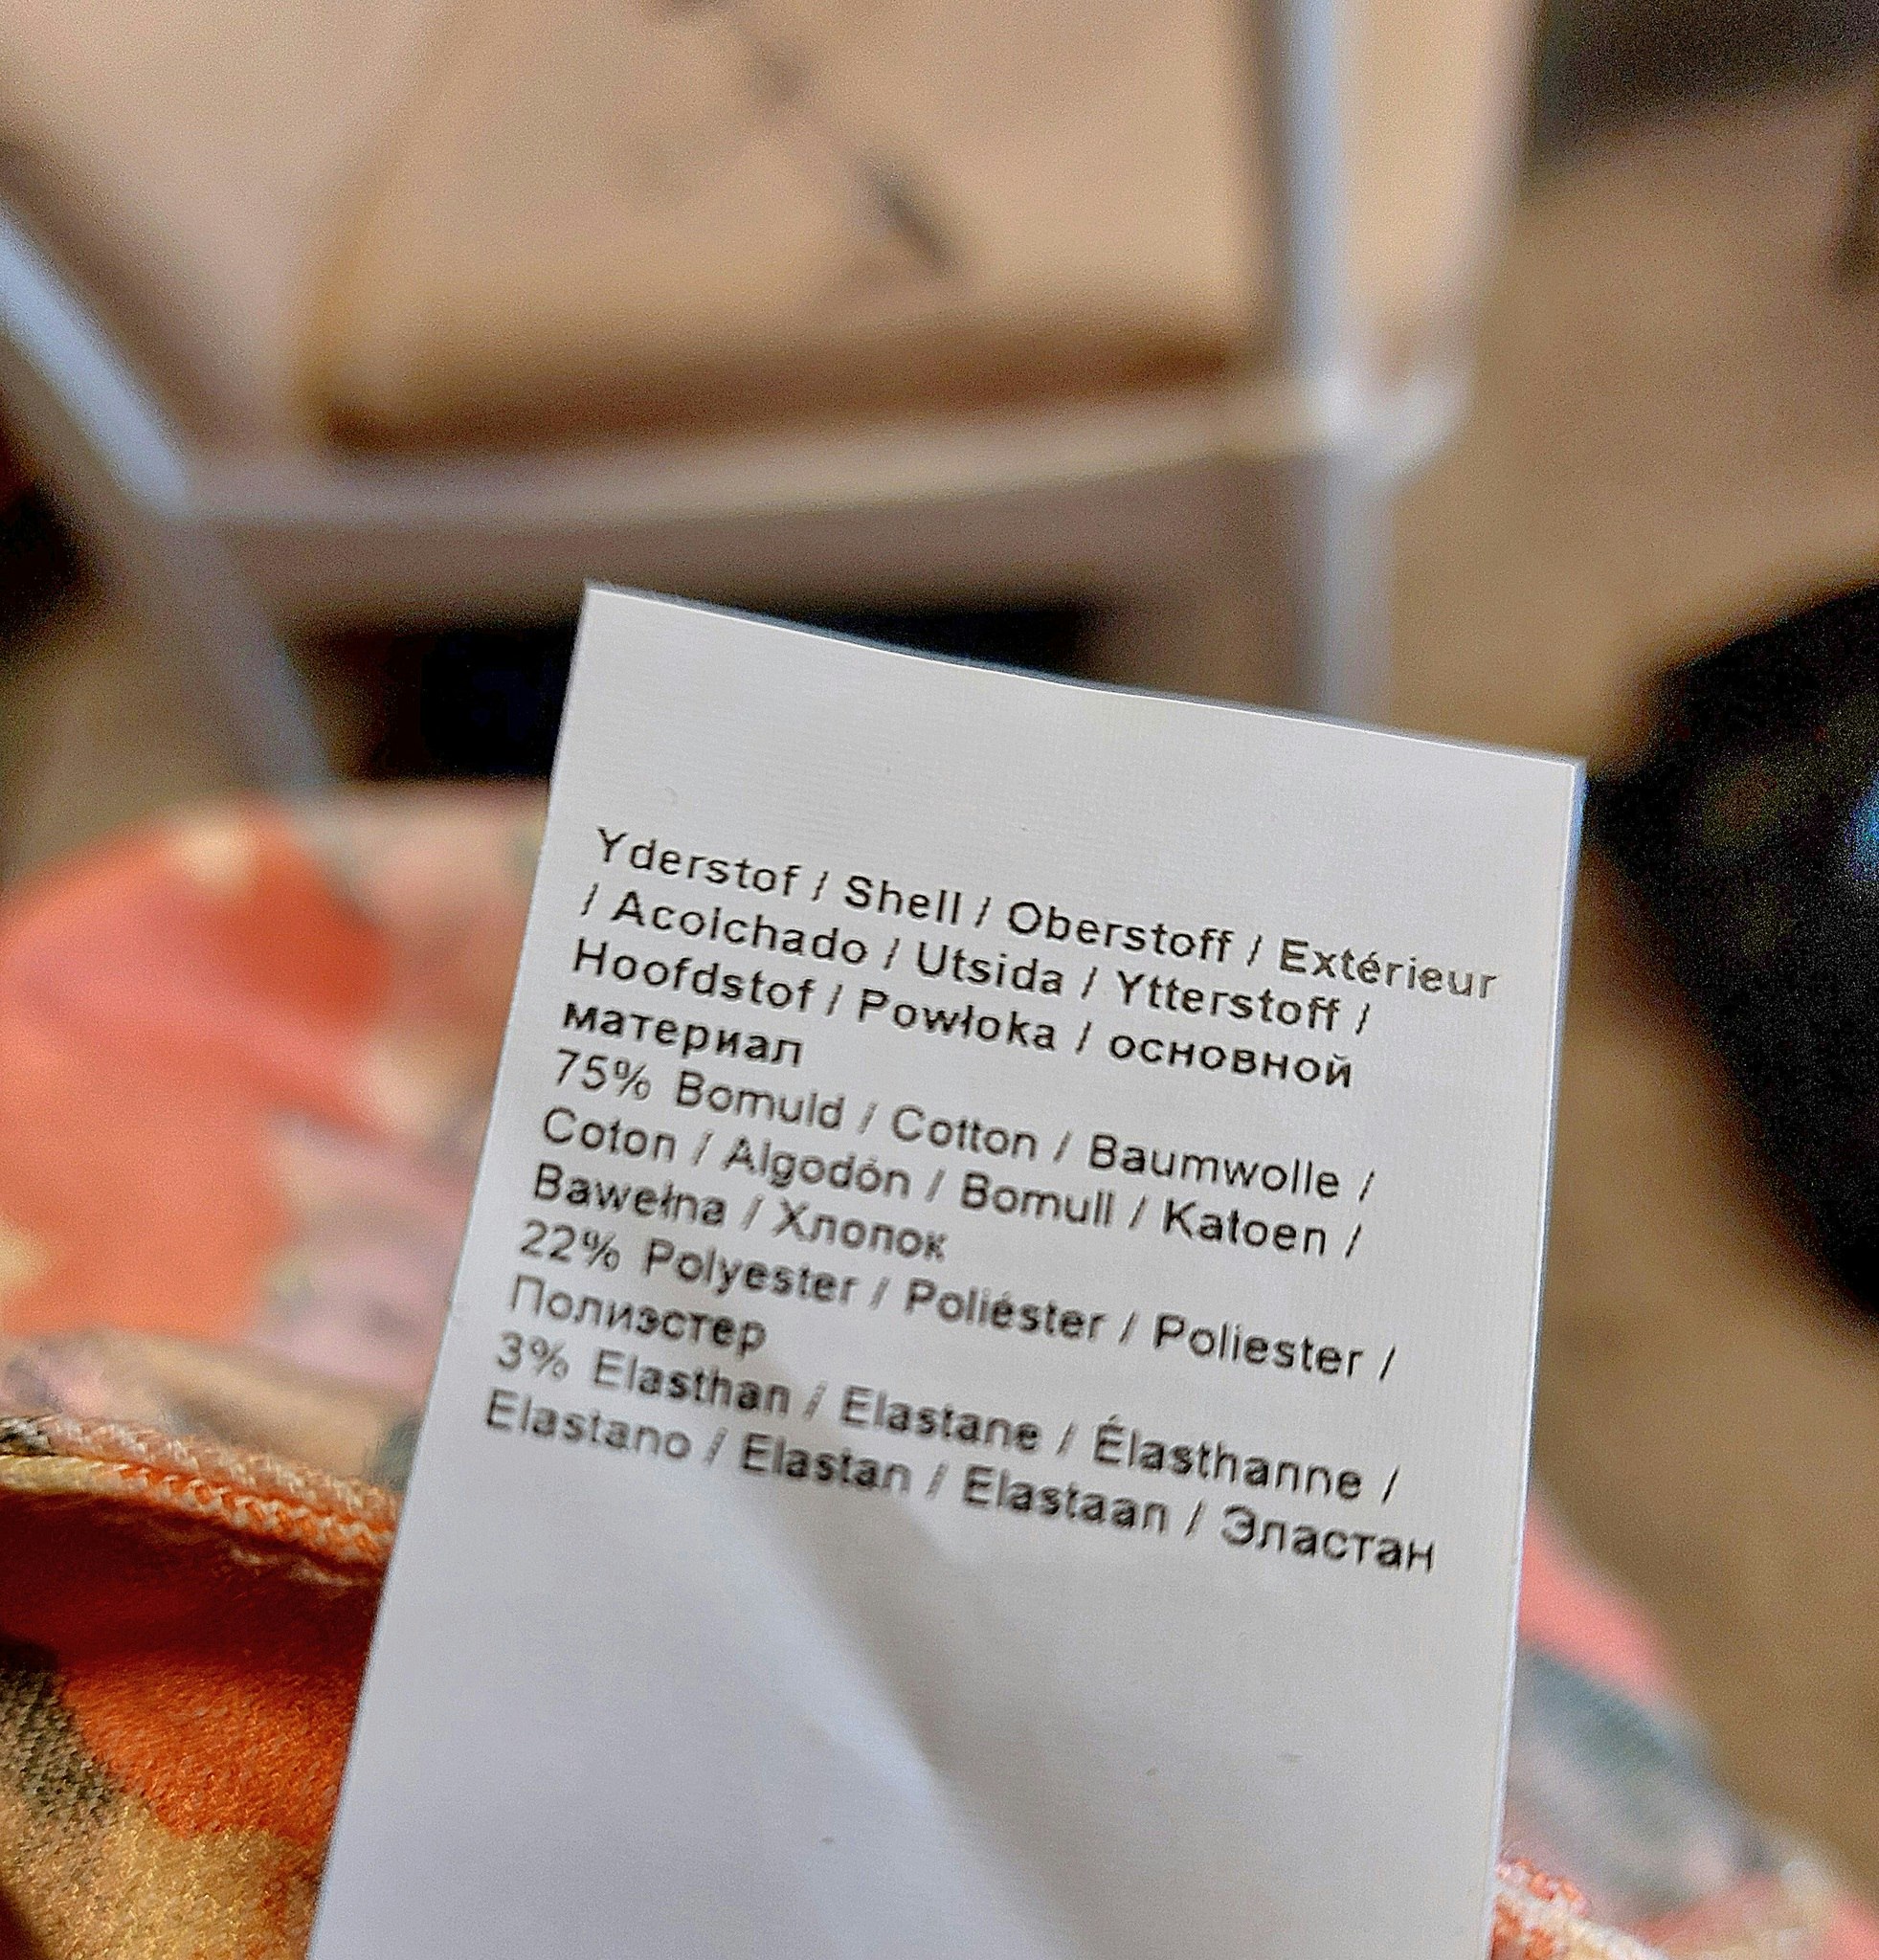 Yderstof / Shell / Oberstoff / Extérieur
/ Acolchado / Utsida / Ytterstoff /
Hoofdstof / Powłoka / основной
материал
75% Bomuld / Cotton / Baumwolle /
Coton / Algodón / Bomull / Katoen /
Bawełna / Хлопок
22% Polyester / Poliéster / Poliester /
Полиэстер
3% Elasthan / Elastane / Élasthanne /
Elastano / Elastan / Elastaan / Эластан